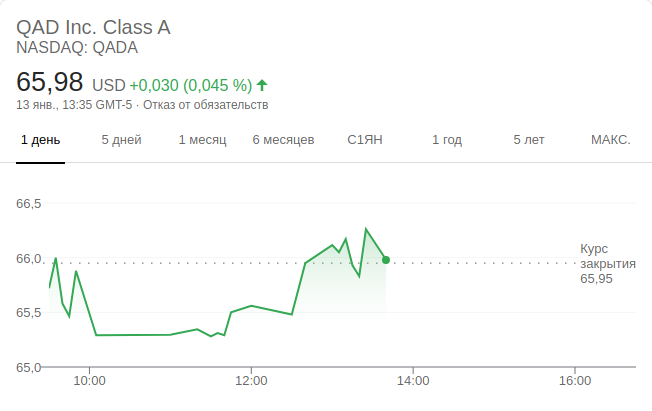 QAD Inc. Class A
NASDAQ: QADA
65,98 USD +0,030 (0,045 %)
13 янв., 13:35 GMT-5 · Отказ от обязательств
1 день 5 дней 1 месяц 6 месяцев С1ЯН 1 год 5 лет МАКС.
66,5
66,0
65,5
65,0
Курс
закрытия
65,95
10:00 12:00 14:00 16:00